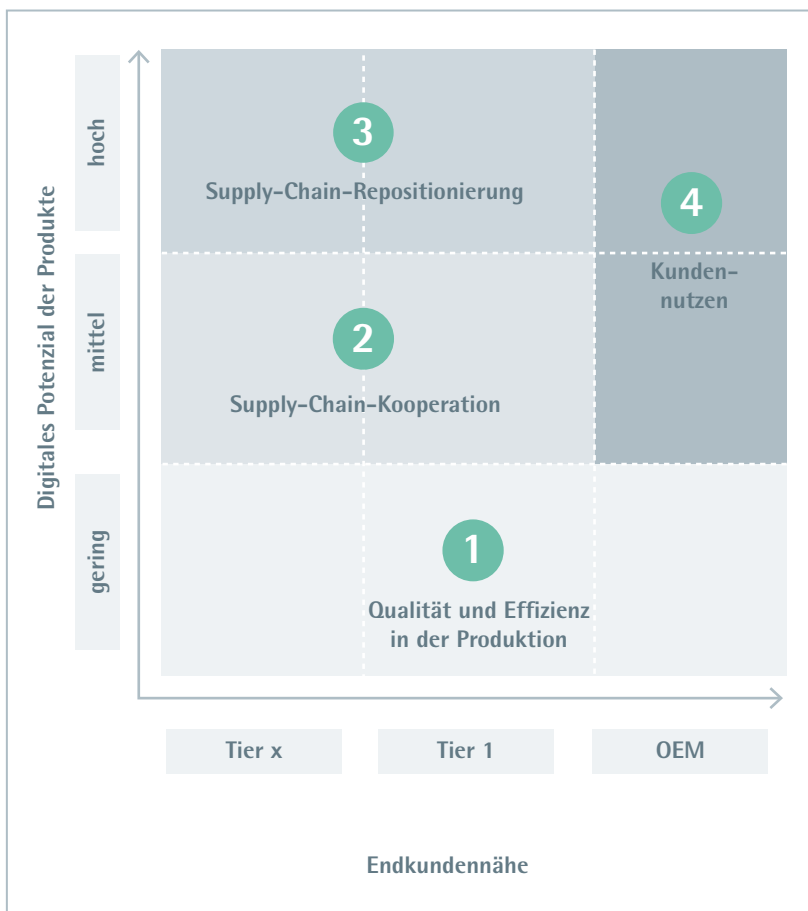 Digitales Potenzial der Produkte
hoch
mittel
gering
3
Supply-Chain-Repositionierung
4
Kunden-
nutzen
2
Supply-Chain-Kooperation
1
Qualität und Effizienz
in der Produktion
Tier x
Tier 1
OEM
Endkundennähe